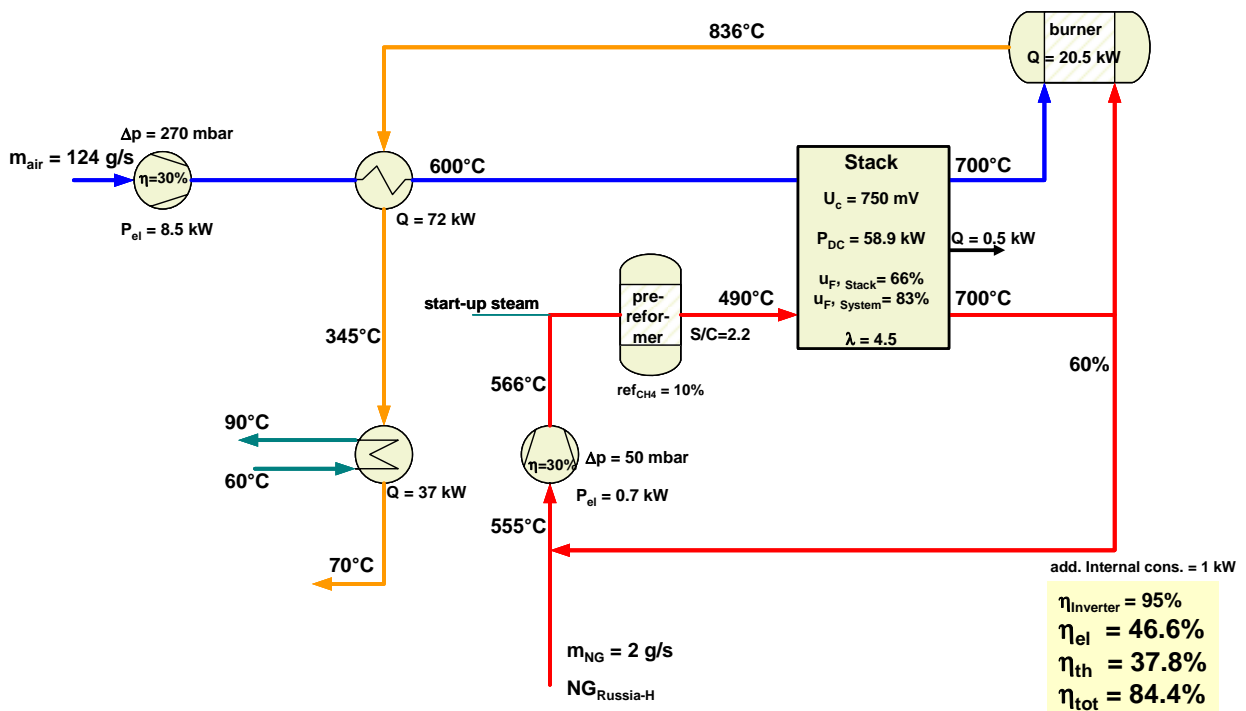 836°C
burner
Q = 20.5 kW
Δp = 270 mbar
m_air = 124 g/s
η=30%
P_el = 8.5 kW
600°C
Q = 72 kW
Stack
U_c = 750 mV
P_DC = 58.9 kW
u_F, Stack = 66%
u_F, System = 83%
λ = 4.5
700°C
Q = 0.5 kW
700°C
start-up steam
pre-
refor-
mer
490°C
S/C=2.2
ref_CH4 = 10%
345°C
566°C
60%
90°C
60°C
Q = 37 kW
η=30%
Δp = 50 mbar
P_el = 0.7 kW
555°C
70°C
m_NG = 2 g/s
NG_Russia-H
add. Internal cons. = 1 kW
η_Inverter = 95%
η_el = 46.6%
η_th = 37.8%
η_tot = 84.4%